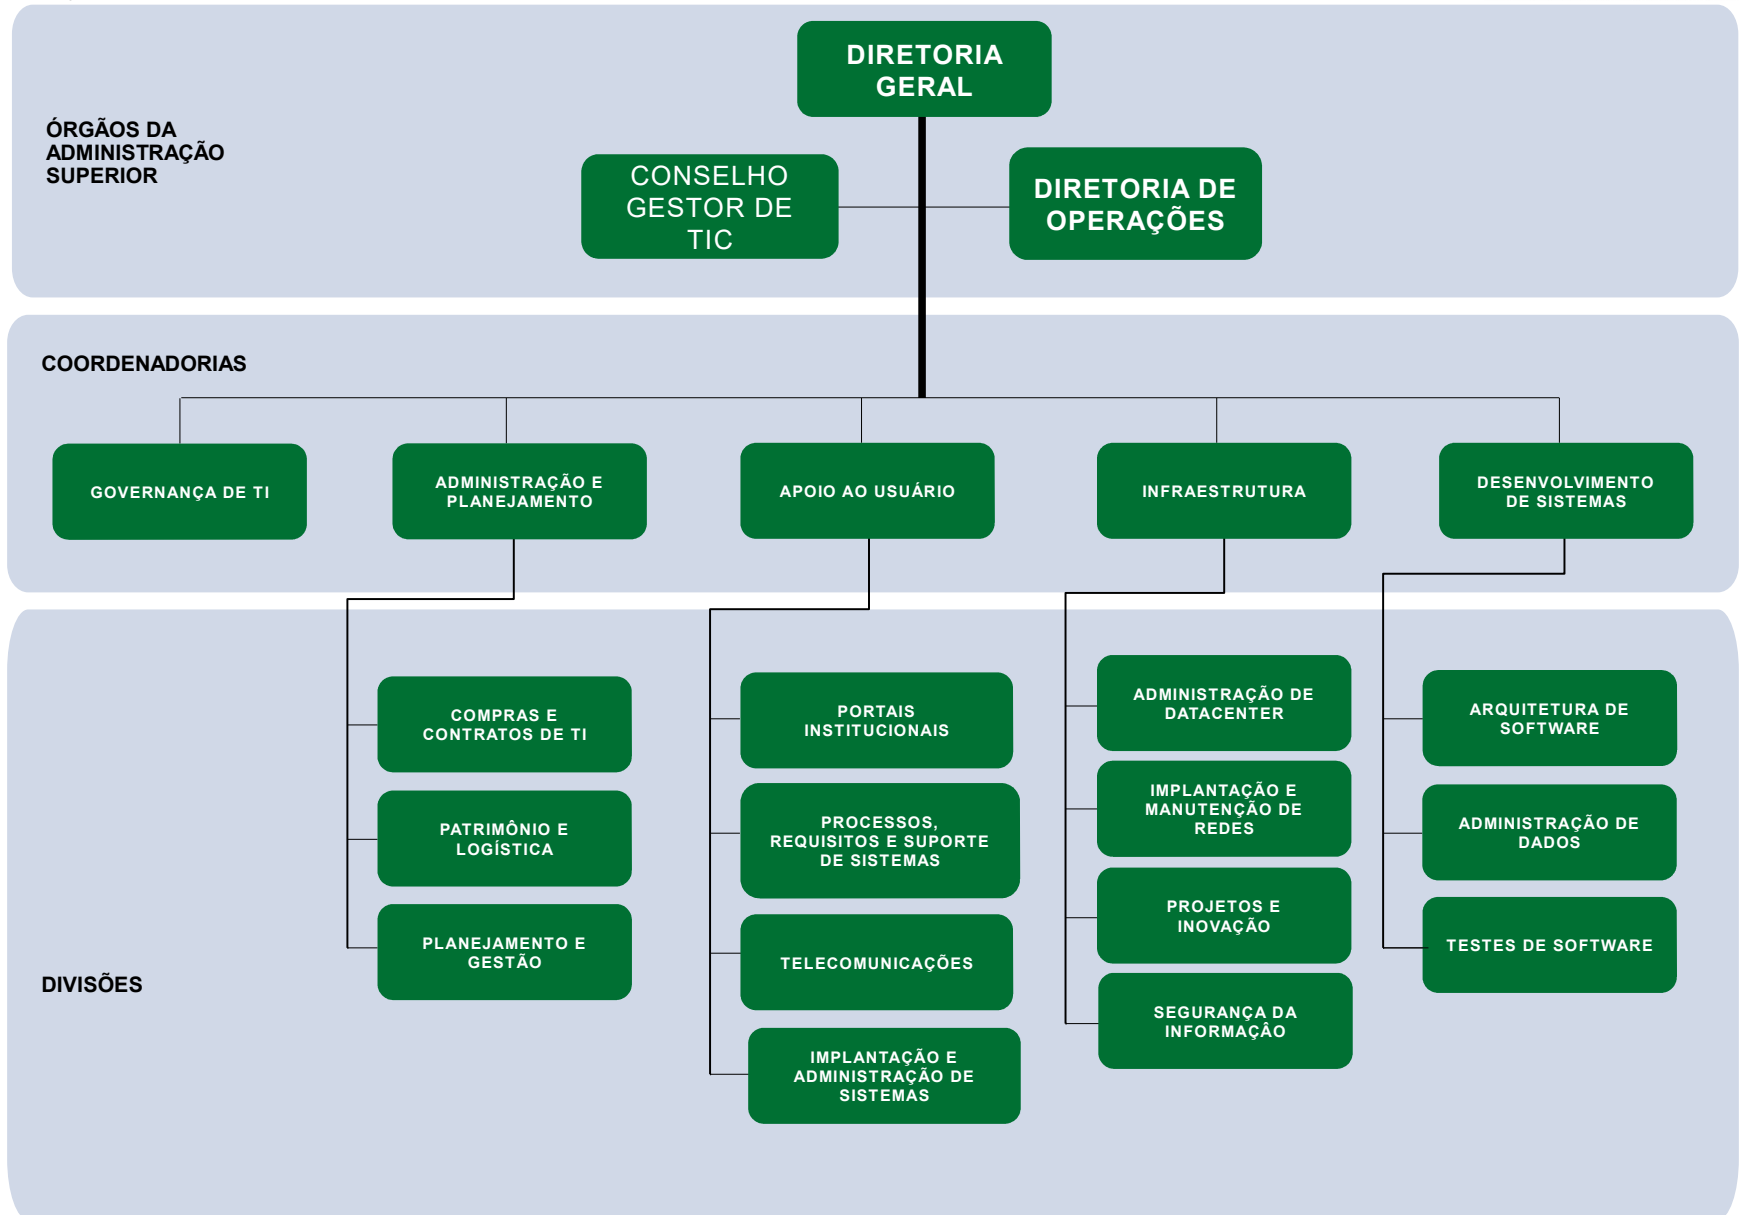 DIRETORIA
GERAL
ÓRGÃOS DA
ADMINISTRAÇÃO
SUPERIOR
CONSELHO
GESTOR DE
TIC
DIRETORIA DE
OPERAÇÕES
COORDENADORIAS
GOVERNANÇA DE TI
ADMINISTRAÇÃO E
PLANEJAMENTO
APOIO AO USUÁRIO
INFRAESTRUTURA
DESENVOLVIMENTO
DE SISTEMAS
DIVISÕES
COMPRAS E
CONTRATOS DE TI
PATRIMÔNIO E
LOGÍSTICA
PLANEJAMENTO E
GESTÃO
PORTAIS
INSTITUCIONAIS
PROCESSOS,
REQUISITOS E SUPORTE
DE SISTEMAS
TELECOMUNICAÇÕES
IMPLANTAÇÃO E
ADMINISTRAÇÃO DE
SISTEMAS
ADMINISTRAÇÃO DE
DATACENTER
IMPLANTAÇÃO E
MANUTENÇÃO DE
REDES
PROJETOS E
INOVAÇÃO
SEGURANÇA DA
INFORMAÇÂO
ARQUITETURA DE
SOFTWARE
ADMINISTRAÇÃO DE
DADOS
TESTES DE SOFTWARE